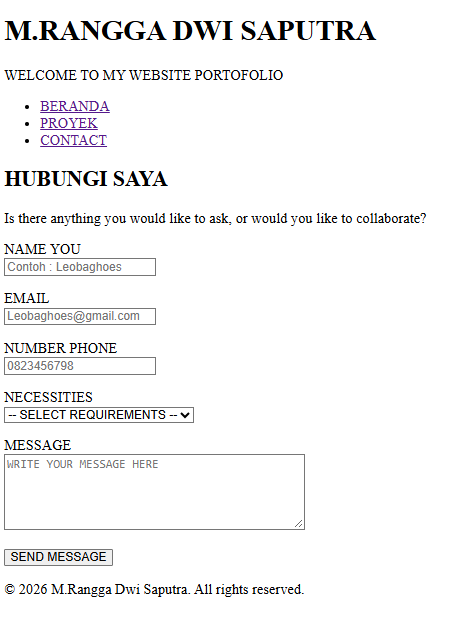 M.RANGGA DWI SAPUTRA
WELCOME TO MY WEBSITE PORTOFOLIO
BERANDA
PROYEK
CONTACT
HUBUNGI SAYA
Is there anything you would like to ask, or would you like to collaborate?
NAME YOU
Contoh : Leobaghoes
EMAIL
Leobaghoes@gmail.com
NUMBER PHONE
0823456798
NECESSITIES
-- SELECT REQUIREMENTS --
MESSAGE
WRITE YOUR MESSAGE HERE
SEND MESSAGE
© 2026 M.Rangga Dwi Saputra. All rights reserved.